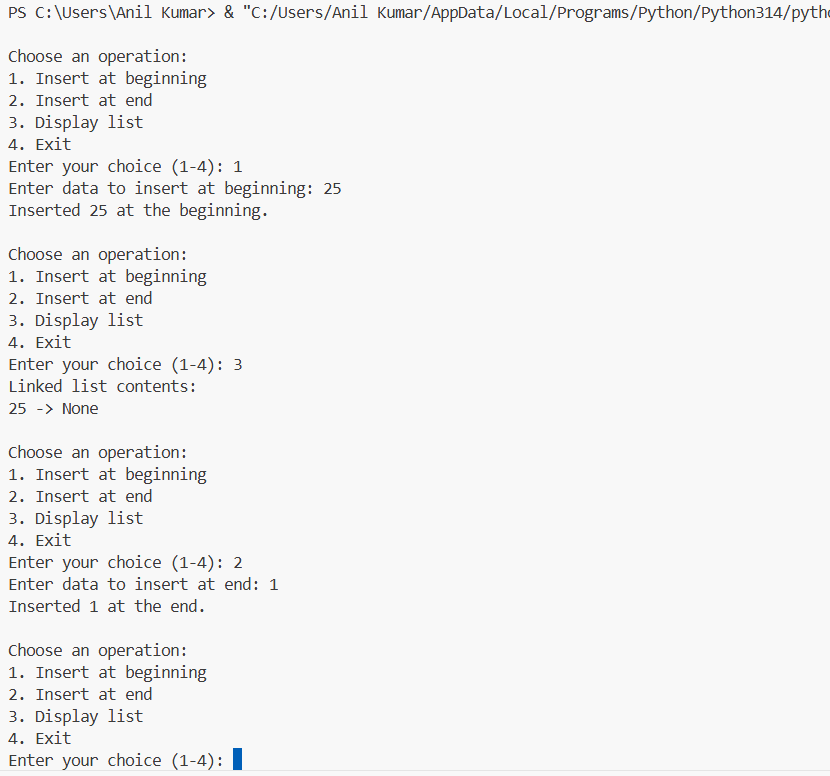 PS C:\Users\Anil Kumar> & "C:/Users/Anil Kumar/AppData/Local/Programs/Python/Python314/pytho
Choose an operation:
1. Insert at beginning
2. Insert at end
3. Display list
4. Exit
Enter your choice (1-4): 1
Enter data to insert at beginning: 25
Inserted 25 at the beginning.
Choose an operation:
1. Insert at beginning
2. Insert at end
3. Display list
4. Exit
Enter your choice (1-4): 3
Linked list contents:
25 -> None
Choose an operation:
1. Insert at beginning
2. Insert at end
3. Display list
4. Exit
Enter your choice (1-4): 2
Enter data to insert at end: 1
Inserted 1 at the end.
Choose an operation:
1. Insert at beginning
2. Insert at end
3. Display list
4. Exit
Enter your choice (1-4):